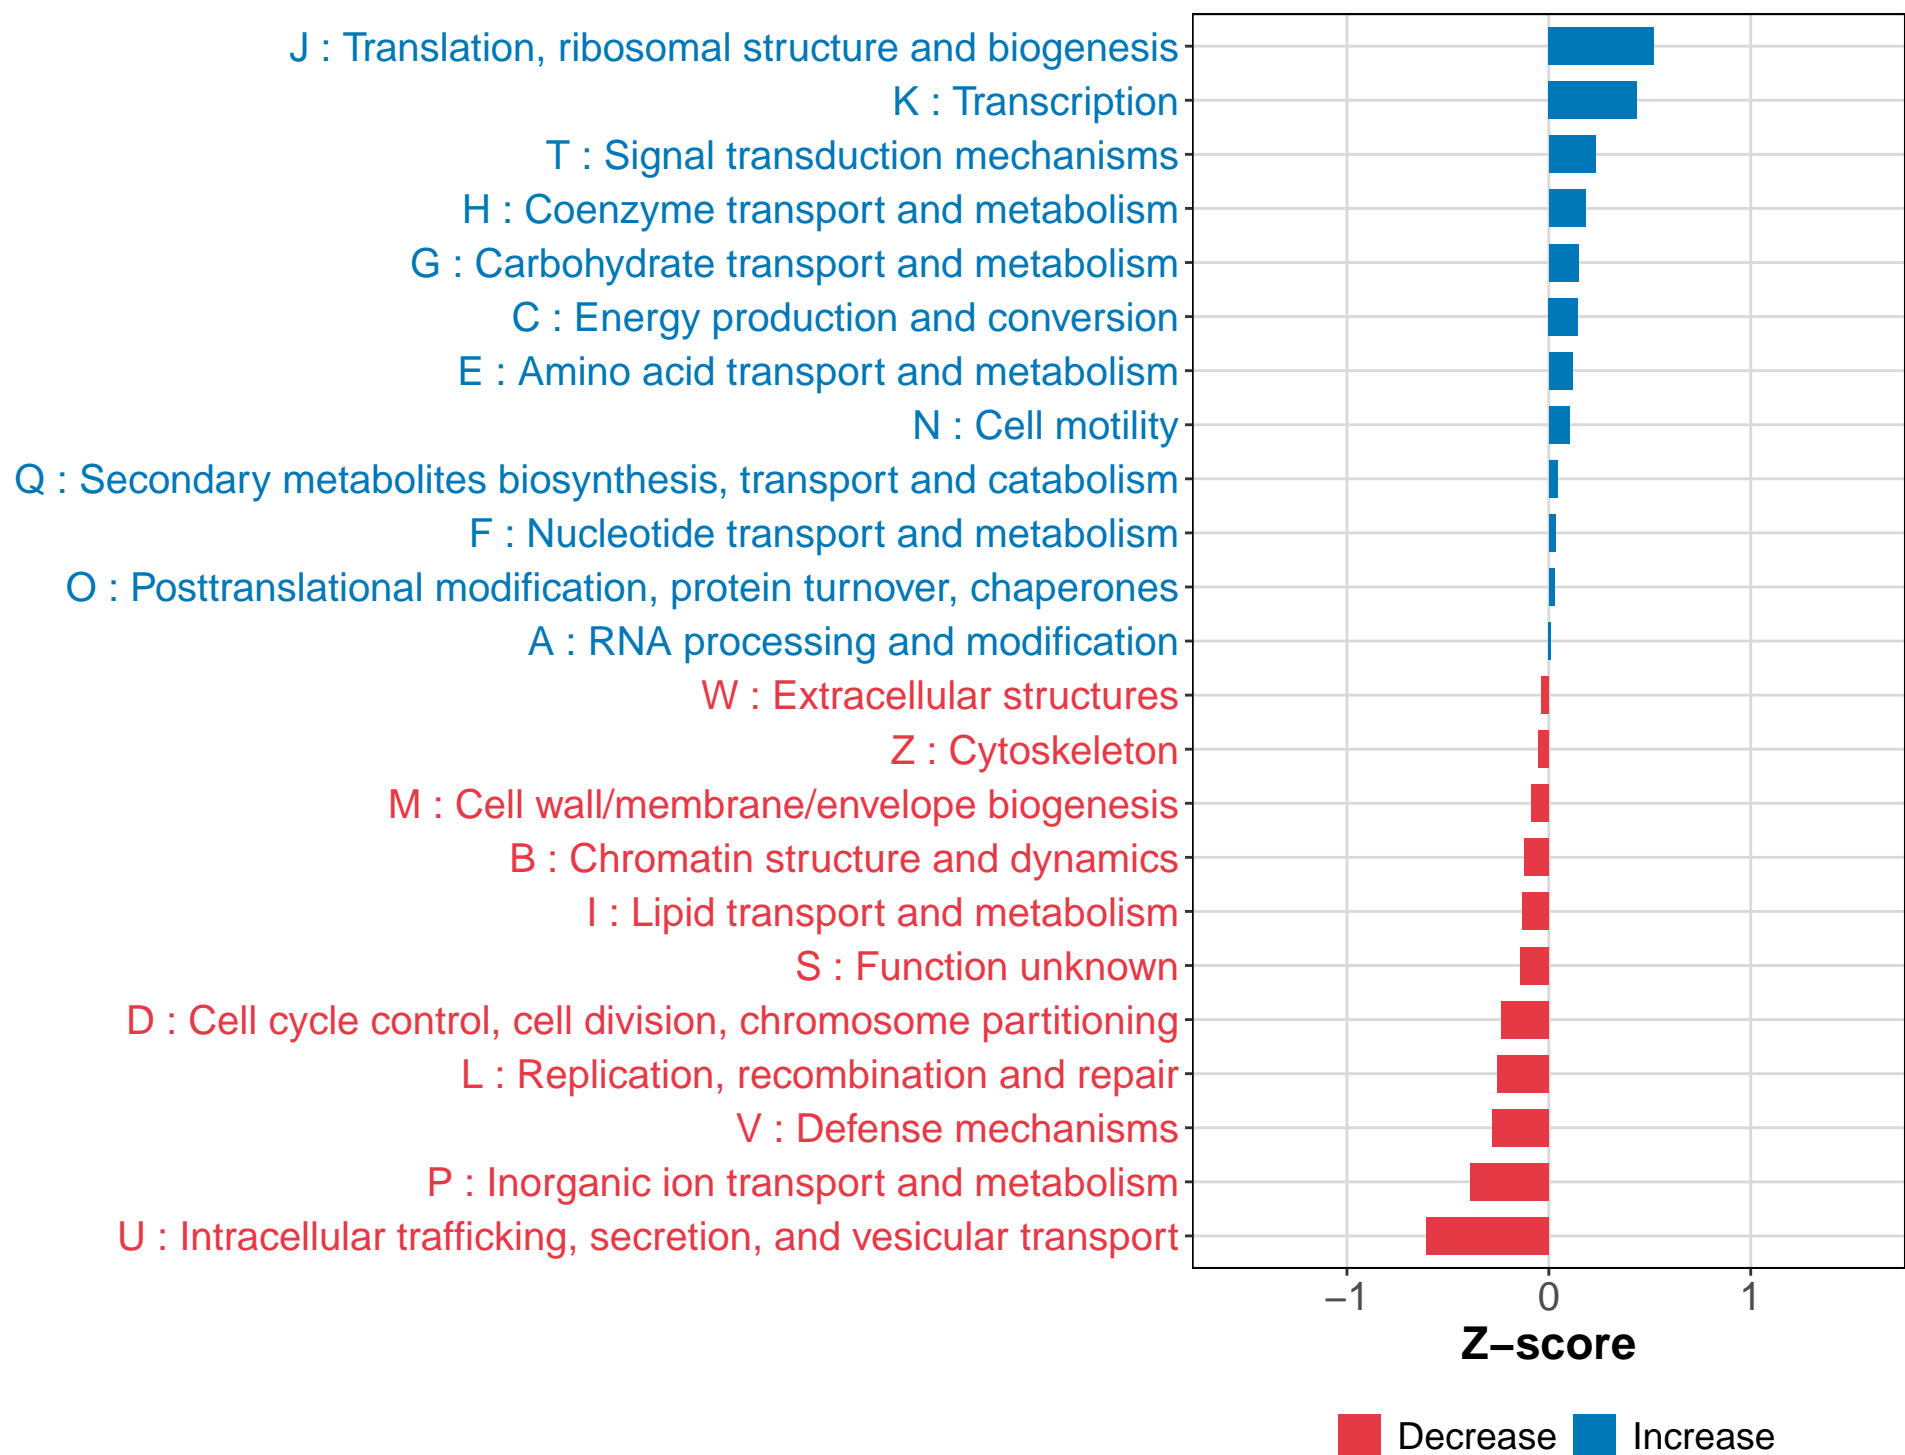 J : Translation, ribosomal structure and biogenesis
K : Transcription
T : Signal transduction mechanisms
H : Coenzyme transport and metabolism
G : Carbohydrate transport and metabolism
C : Energy production and conversion
E : Amino acid transport and metabolism
N : Cell motility
Q : Secondary metabolites biosynthesis, transport and catabolism
F : Nucleotide transport and metabolism
O : Posttranslational modification, protein turnover, chaperones
A : RNA processing and modification
W : Extracellular structures
Z : Cytoskeleton
M : Cell wall/membrane/envelope biogenesis
B : Chromatin structure and dynamics
I : Lipid transport and metabolism
S : Function unknown
D : Cell cycle control, cell division, chromosome partitioning
L : Replication, recombination and repair
V : Defense mechanisms
P : Inorganic ion transport and metabolism
U : Intracellular trafficking, secretion, and vesicular transport
−1 0 1
Z−score
Decrease Increase